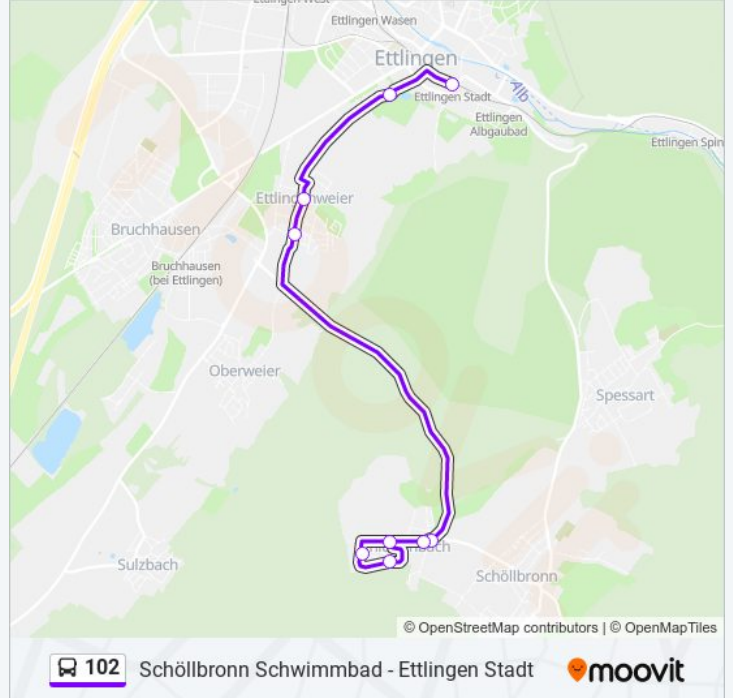 Ettlingen West
Ettlingen Wasen
Ettlingen
Ettlingen Stadt
Alb
Ettlingen
Albgaubad
Ettlingen Spin
Ettlingenweier
Bruchhausen
Bruchhausen
(bei Ettlingen)
Oberweier
Spessart
Sulzbach
Schöllbronn
© OpenStreetMap contributors | © OpenMapTiles
102 Schöllbronn Schwimmbad - Ettlingen Stadt moovit